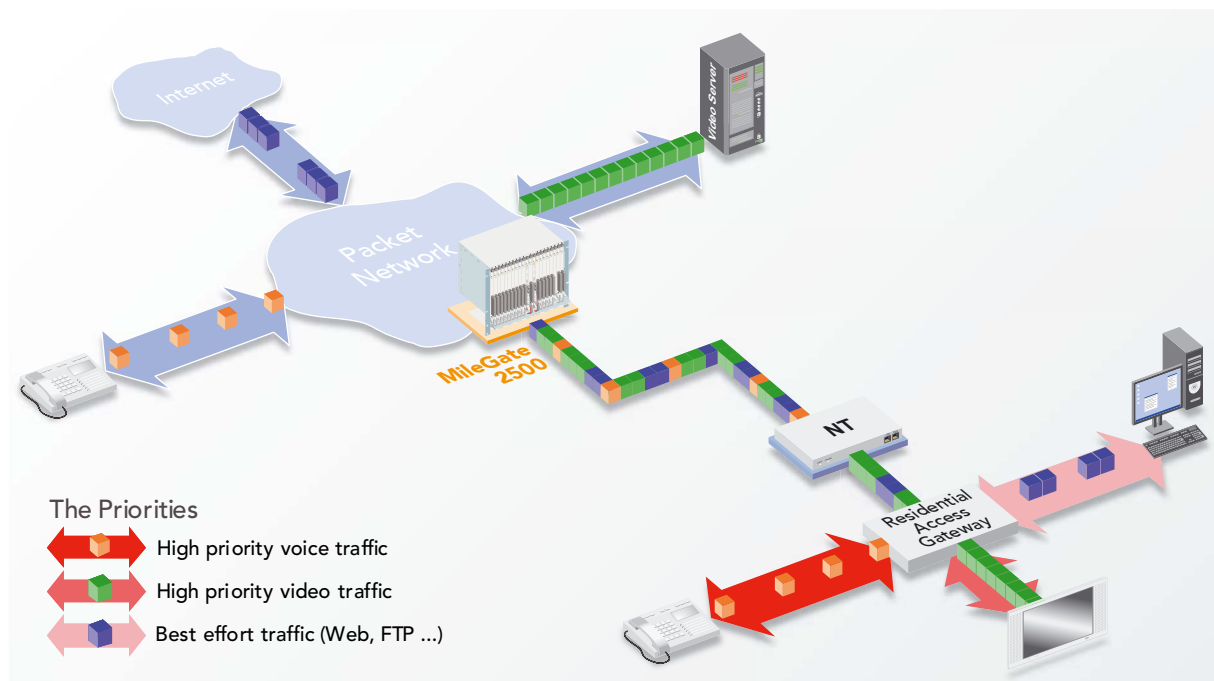 Internet
Video Server
Packet
Network
MileGate
2500
NT
Residential
Access
Gateway
The Priorities
High priority voice traffic
High priority video traffic
Best effort traffic (Web, FTP ...)